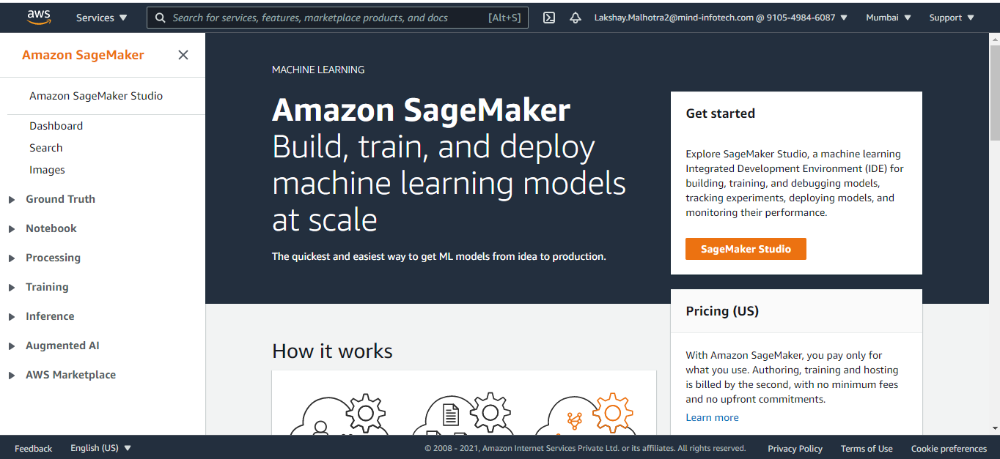 aws
Services
Search for services, features, marketplace products, and docs
[Alt+S]
Lakshay.Malhotra2@mind-infotech.com @ 9105-4984-6087
Mumbai
Support
Amazon SageMaker
Amazon SageMaker Studio
Dashboard
Search
Images
Ground Truth
Notebook
Processing
Training
Inference
Augmented AI
AWS Marketplace
MACHINE LEARNING
Amazon SageMaker
Build, train, and deploy
machine learning models
at scale
The quickest and easiest way to get ML models from idea to production.
Get started
Explore SageMaker Studio, a machine learning
Integrated Development Environment (IDE) for
building, training, and debugging models,
tracking experiments, deploying models, and
monitoring their performance.
SageMaker Studio
Pricing (US)
With Amazon SageMaker, you pay only for
what you use. Authoring, training and hosting
is billed by the second, with no minimum fees
and no upfront commitments.
Learn more
How it works
Feedback
English (US)
© 2008 - 2021, Amazon Internet Services Private Ltd. or its affiliates. All rights reserved.
Privacy Policy
Terms of Use
Cookie preferences